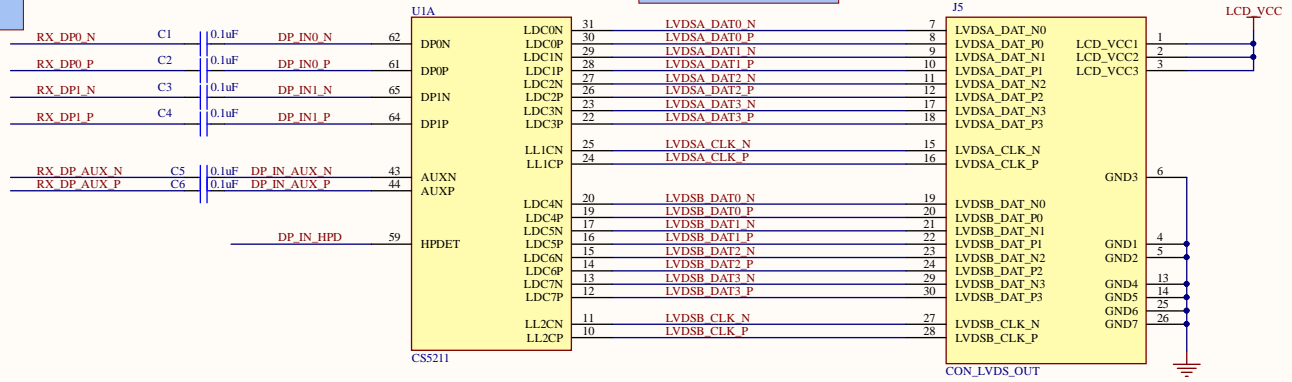 U1A
J5
LCD_VCC
RX_DP0_N C1 0.1uF DP_IN0_N 62 DP0N
RX_DP0_P C2 0.1uF DP_IN0_P 61 DP0P
RX_DP1_N C3 0.1uF DP_IN1_N 65 DP1N
RX_DP1_P C4 0.1uF DP_IN1_P 64 DP1P
RX_DP_AUX_N C5 0.1uF DP_IN_AUX_N 43 AUXN
RX_DP_AUX_P C6 0.1uF DP_IN_AUX_P 44 AUXP
DP_IN_HPD 59 HPDET
LDC0N 31 LVDSA_DAT0_N 7 LVDSA_DAT_N0
LDC0P 30 LVDSA_DAT0_P 8 LVDSA_DAT_P0
LDC1N 29 LVDSA_DAT1_N 9 LVDSA_DAT_N1
LDC1P 28 LVDSA_DAT1_P 10 LVDSA_DAT_P1
LDC2N 27 LVDSA_DAT2_N 11 LVDSA_DAT_N2
LDC2P 26 LVDSA_DAT2_P 12 LVDSA_DAT_P2
LDC3N 23 LVDSA_DAT3_N 17 LVDSA_DAT_N3
LDC3P 22 LVDSA_DAT3_P 18 LVDSA_DAT_P3
LL1CN 25 LVDSA_CLK_N 15 LVDSA_CLK_N
LL1CP 24 LVDSA_CLK_P 16 LVDSA_CLK_P
LDC4N 20 LVDSB_DAT0_N 19 LVDSB_DAT_N0
LDC4P 19 LVDSB_DAT0_P 20 LVDSB_DAT_P0
LDC5N 17 LVDSB_DAT1_N 21 LVDSB_DAT_N1
LDC5P 16 LVDSB_DAT1_P 22 LVDSB_DAT_P1
LDC6N 15 LVDSB_DAT2_N 23 LVDSB_DAT_N2
LDC6P 14 LVDSB_DAT2_P 24 LVDSB_DAT_P2
LDC7N 13 LVDSB_DAT3_N 29 LVDSB_DAT_N3
LDC7P 12 LVDSB_DAT3_P 30 LVDSB_DAT_P3
LL2CN 11 LVDSB_CLK_N 27 LVDSB_CLK_N
LL2CP 10 LVDSB_CLK_P 28 LVDSB_CLK_P
LCD_VCC1 1
LCD_VCC2 2
LCD_VCC3 3
GND3 6
GND1 4
GND2 5
GND4 13
GND5 14
GND6 25
GND7 26
CS5211
CON_LVDS_OUT